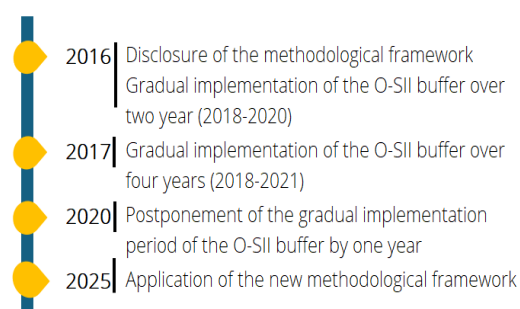 2016 Disclosure of the methodological framework
Gradual implementation of the O-SII buffer over
two year (2018-2020)
2017 Gradual implementation of the O-SII buffer over
four years (2018-2021)
2020 Postponement of the gradual implementation
period of the O-SII buffer by one year
2025 Application of the new methodological framework